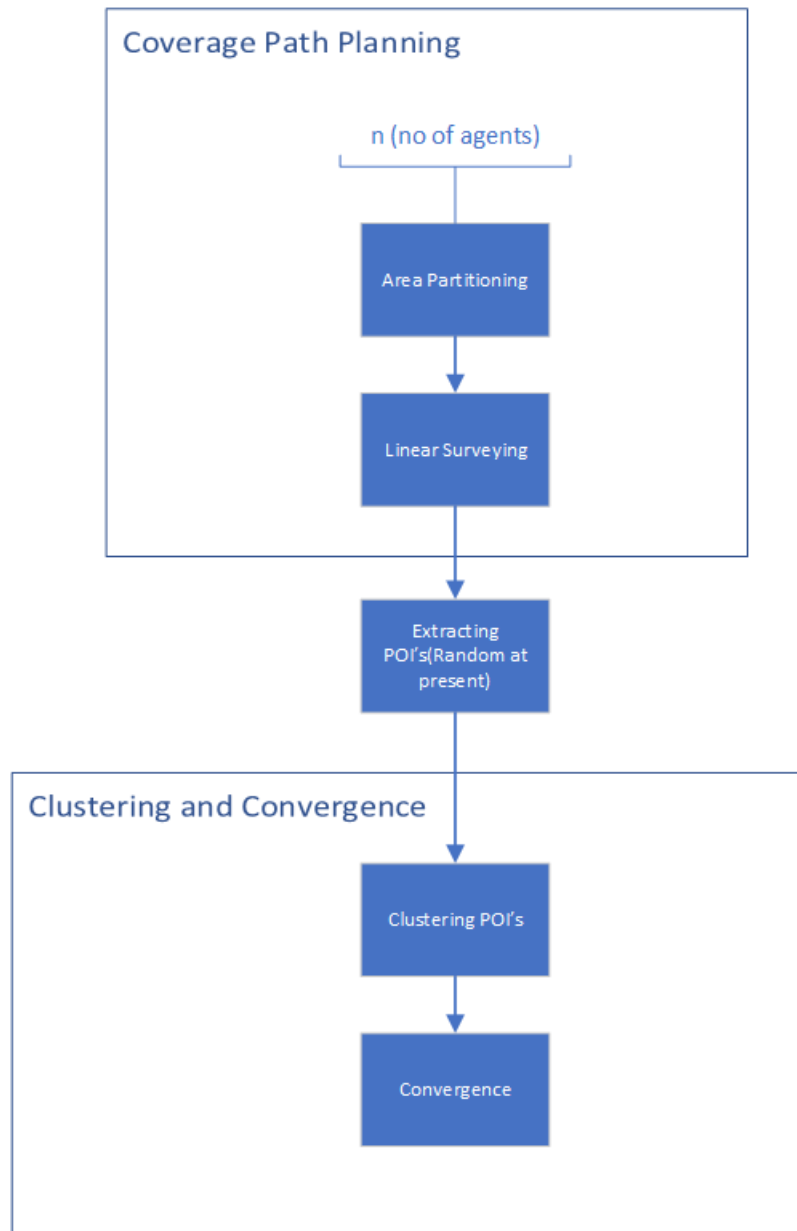 Coverage Path Planning
n (no of agents)
Area Partitioning
Linear Surveying
Extracting
POI's(Random at
present)
Clustering and Convergence
Clustering POI's
Convergence